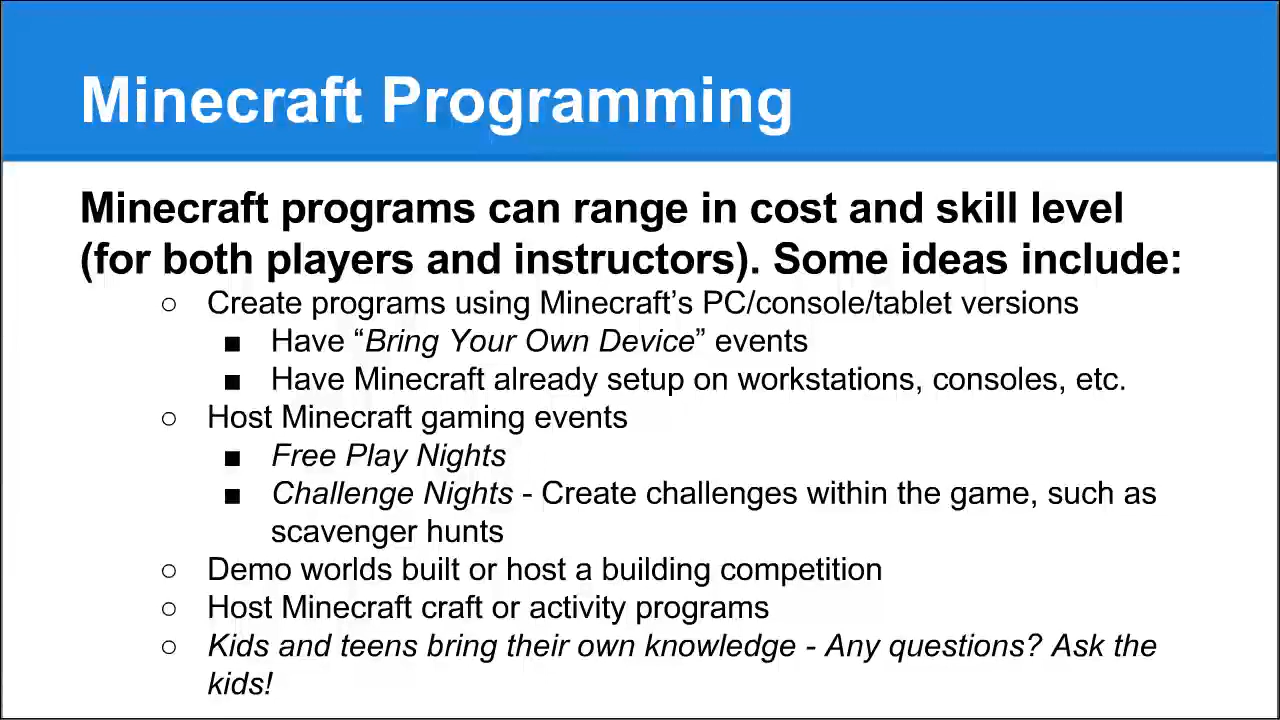 Minecraft Programming
Minecraft programs can range in cost and skill level
(for both players and instructors). Some ideas include:
○ Create programs using Minecraft’s PC/console/tablet versions
■ Have “Bring Your Own Device” events
■ Have Minecraft already setup on workstations, consoles, etc.
○ Host Minecraft gaming events
■ Free Play Nights
■ Challenge Nights - Create challenges within the game, such as
scavenger hunts
○ Demo worlds built or host a building competition
○ Host Minecraft craft or activity programs
○ Kids and teens bring their own knowledge - Any questions? Ask the
kids!